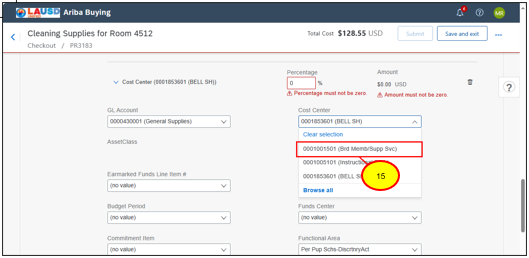 LAUSD Ariba Buying
MR
Cleaning Supplies for Room 4512
Total Cost $128.55 USD
Submit
Save and exit
Checkout / PR3183
Cost Center (0001853601 (BELL SH))
Percentage
Amount
0 %
$0.00 USD
Percentage must not be zero.
Amount must not be zero.
?
GL Account
Cost Center
0000430001 (General Supplies)
0001853601 (BELL SH)
Clear selection
AssetClass
0001001501 (Brd Memb/Supp Svc)
0001005101 (Instructional
0001853601 (BELL SH
15
Browse all
Earmarked Funds Line Item #
(no value)
Budget Period
Funds Center
(no value)
(no value)
Commitment Item
Functional Area
(no value)
Per Pup Schs-DiscrtnryAct